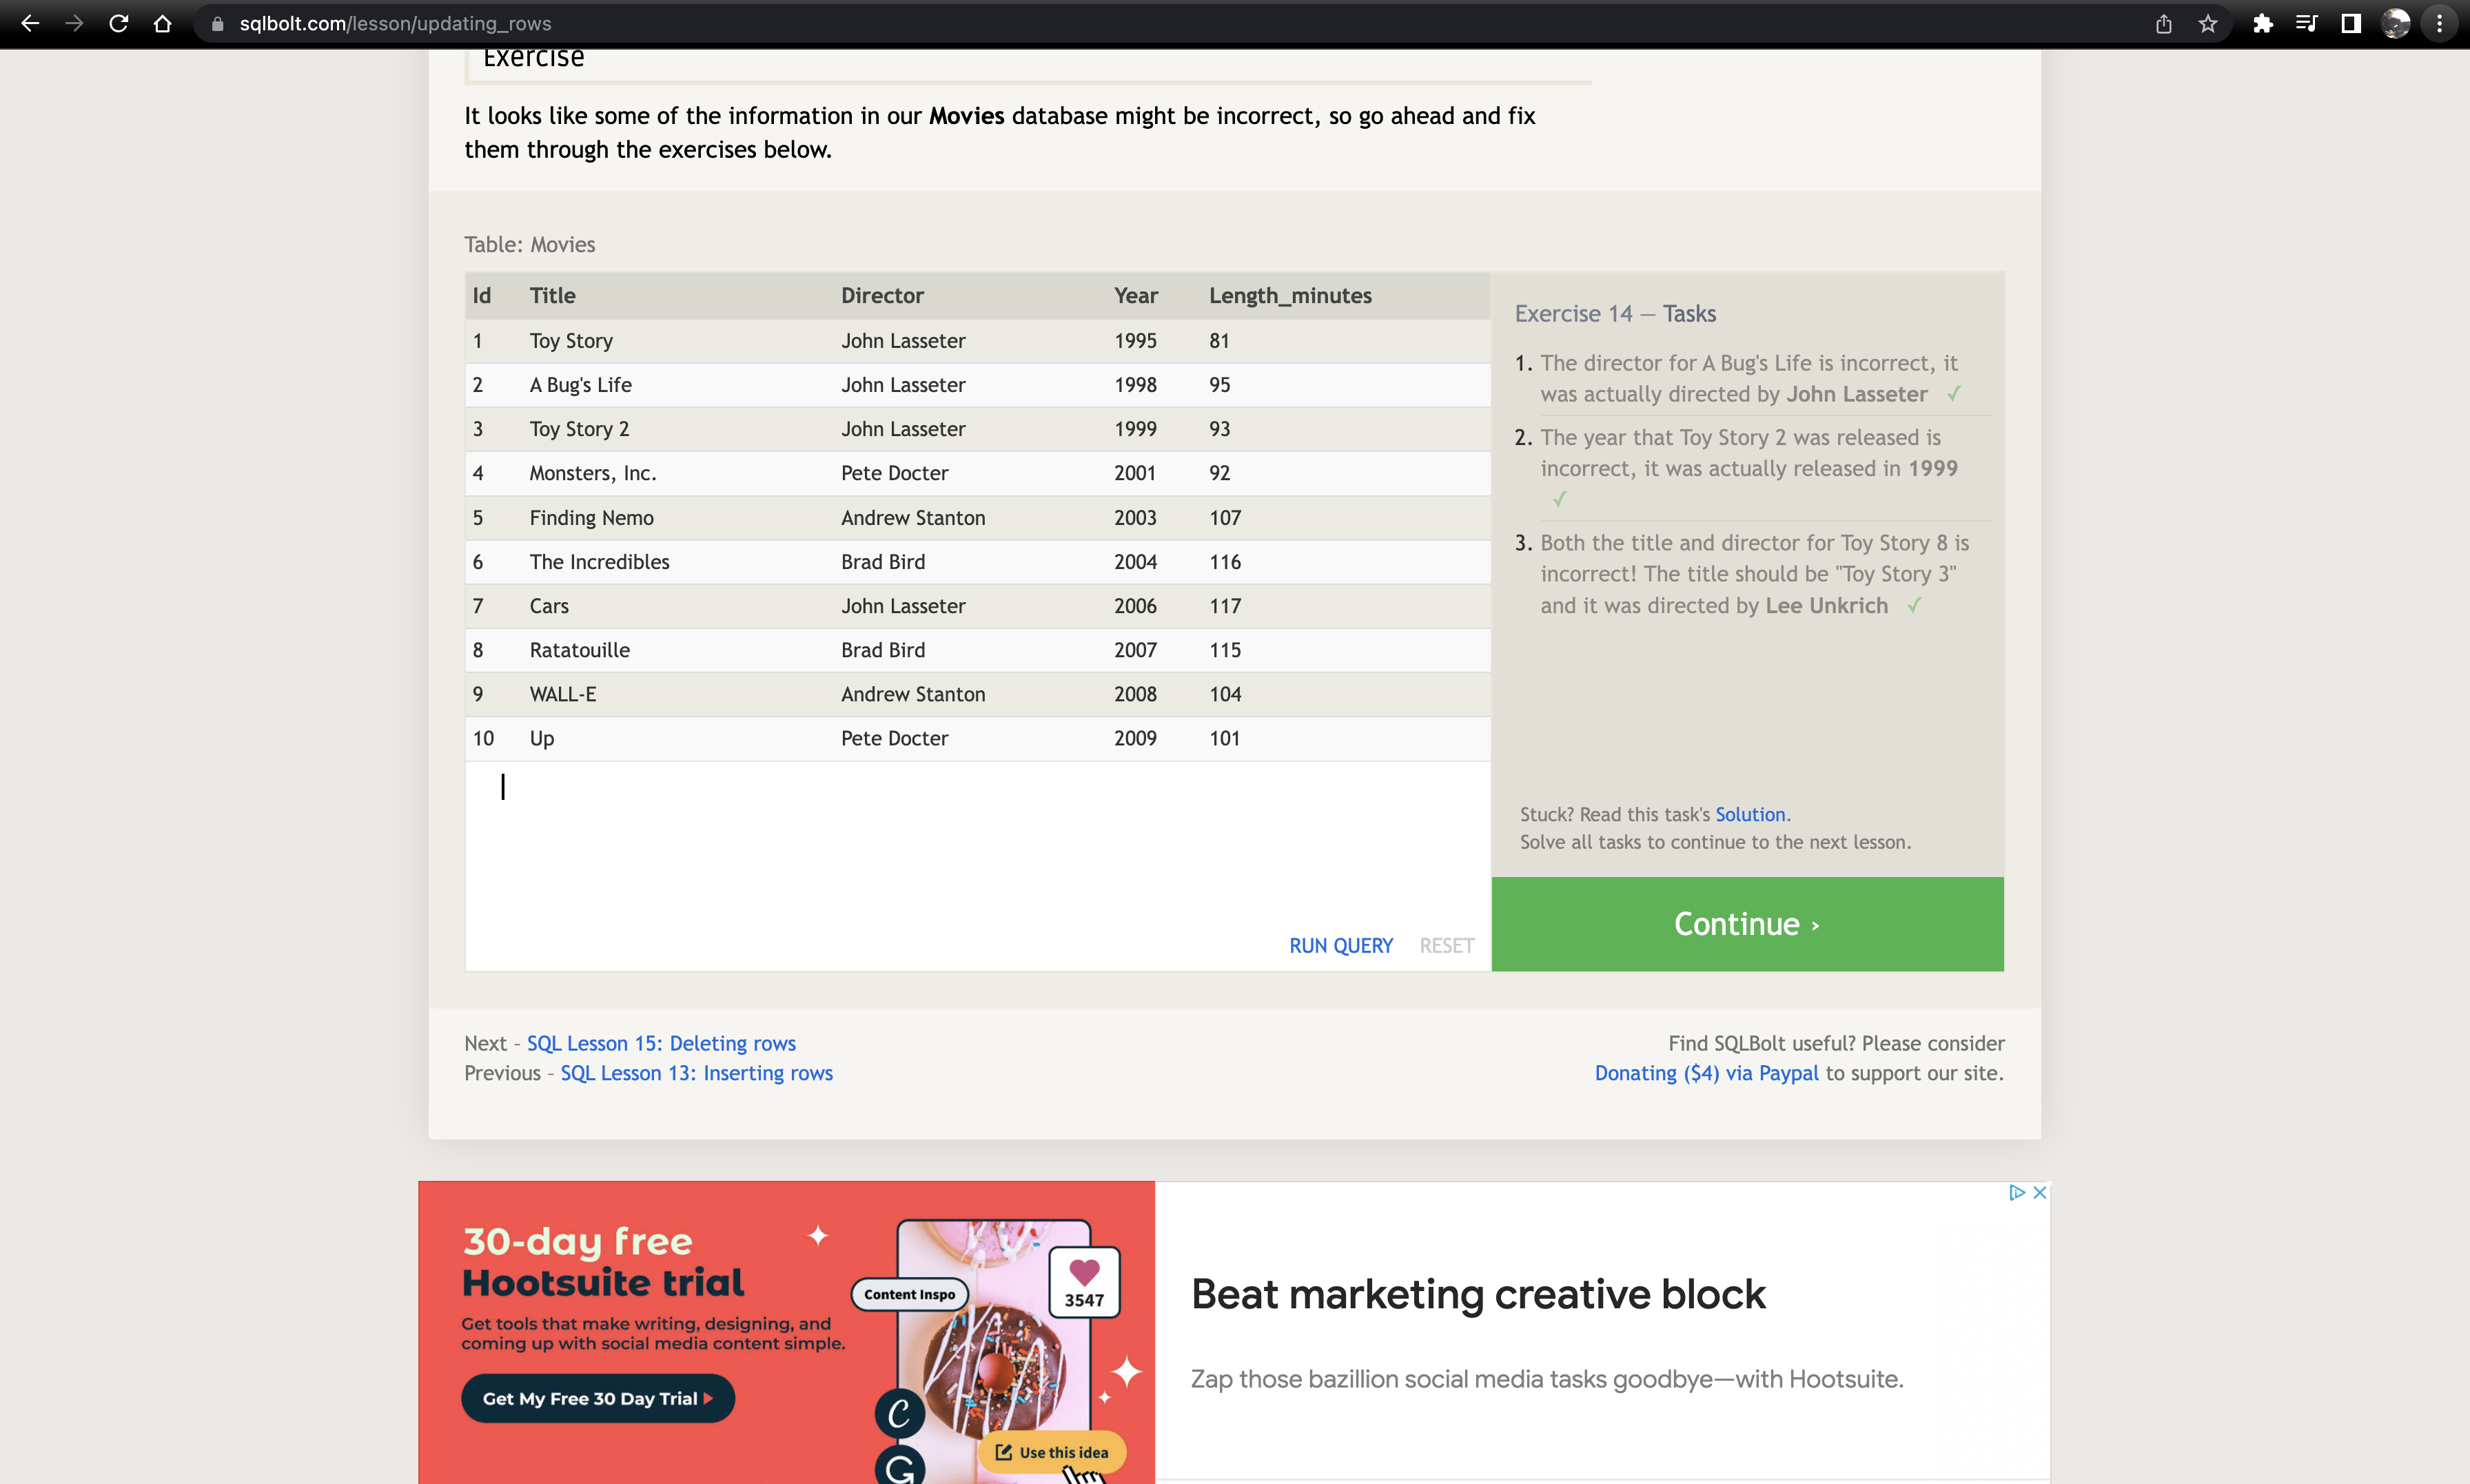 sqlbolt.com/lesson/updating_rows
Exercise
It looks like some of the information in our Movies database might be incorrect, so go ahead and fix
them through the exercises below.
Table: Movies
Id Title Director Year Length_minutes
1 Toy Story John Lasseter 1995 81
2 A Bug's Life John Lasseter 1998 95
3 Toy Story 2 John Lasseter 1999 93
4 Monsters, Inc. Pete Docter 2001 92
5 Finding Nemo Andrew Stanton 2003 107
6 The Incredibles Brad Bird 2004 116
7 Cars John Lasseter 2006 117
8 Ratatouille Brad Bird 2007 115
9 WALL-E Andrew Stanton 2008 104
10 Up Pete Docter 2009 101
RUN QUERY RESET
Exercise 14 — Tasks
1. The director for A Bug's Life is incorrect, it
was actually directed by John Lasseter ✓
2. The year that Toy Story 2 was released is
incorrect, it was actually released in 1999
✓
3. Both the title and director for Toy Story 8 is
incorrect! The title should be "Toy Story 3"
and it was directed by Lee Unkrich ✓
Stuck? Read this task's Solution.
Solve all tasks to continue to the next lesson.
Continue ›
Next – SQL Lesson 15: Deleting rows
Previous – SQL Lesson 13: Inserting rows
Find SQLBolt useful? Please consider
Donating ($4) via Paypal to support our site.
30-day free
Hootsuite trial
Get tools that make writing, designing, and
coming up with social media content simple.
Get My Free 30 Day Trial
Content Inspo
3547
C
G
Use this idea
Beat marketing creative block
Zap those bazillion social media tasks goodbye—with Hootsuite.